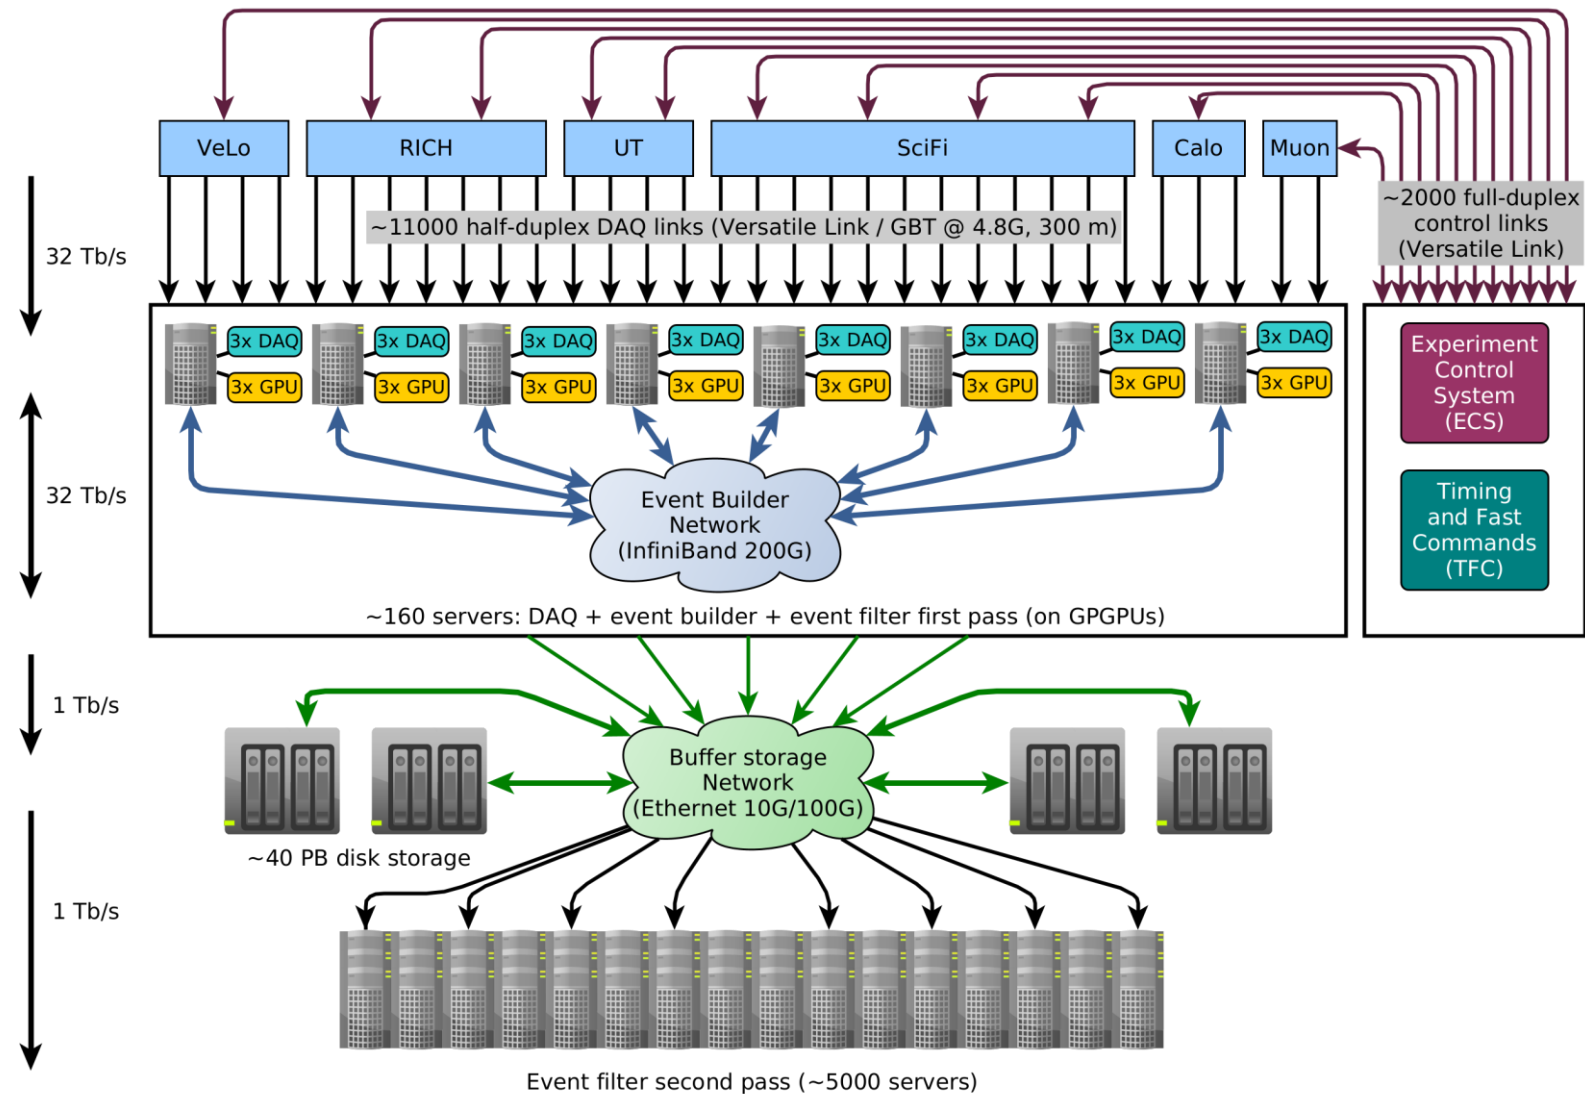 VeLo
RICH
UT
SciFi
Calo
Muon
~11000 half-duplex DAQ links (Versatile Link / GBT @ 4.8G, 300 m)
~2000 full-duplex
control links
(Versatile Link)
32 Tb/s
3x DAQ
3x GPU
3x DAQ
3x GPU
3x DAQ
3x GPU
3x DAQ
3x GPU
3x DAQ
3x GPU
3x DAQ
3x GPU
3x DAQ
3x GPU
3x DAQ
3x GPU
Experiment
Control
System
(ECS)
32 Tb/s
Event Builder
Network
(InfiniBand 200G)
Timing
and Fast
Commands
(TFC)
~160 servers: DAQ + event builder + event filter first pass (on GPGPUs)
1 Tb/s
Buffer storage
Network
(Ethernet 10G/100G)
~40 PB disk storage
1 Tb/s
Event filter second pass (~5000 servers)